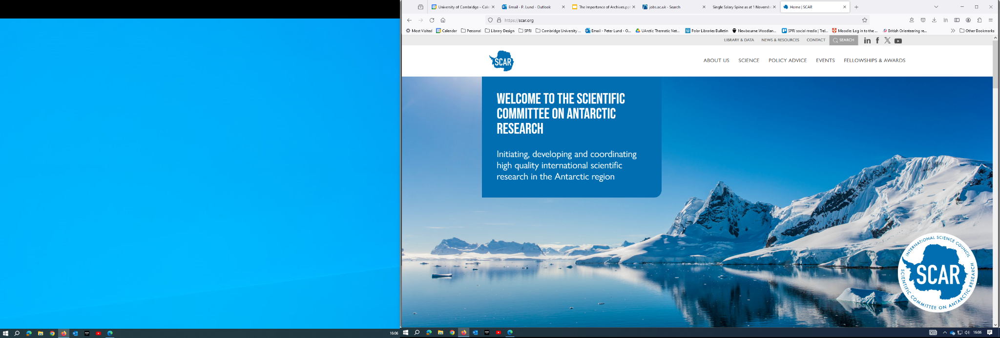 University of Cambridge – Cale
Email - P. Lund - Outlook
The Importance of Archives.ppt
jobs.ac.uk - Search
Single Salary Spine as at 1 Novembe
Home | SCAR
https://scar.org
Most Visited
Calendar
Personal
Library Design
SPRI
Cambridge University ...
Email - Peter Lund - O...
UArctic Thematic Net...
Polar Libraries Bulletin
Newbourne Woodlan...
SPRI social media | Trel...
Moodle: Log in to the ...
British Orienteering re...
Other Bookmarks
LIBRARY & DATA
NEWS & RESOURCES
CONTACT
SEARCH
SCAR
ABOUT US
SCIENCE
POLICY ADVICE
EVENTS
FELLOWSHIPS & AWARDS
WELCOME TO THE SCIENTIFIC
COMMITTEE ON ANTARCTIC
RESEARCH
Initiating, developing and coordinating
high quality international scientific
research in the Antarctic region
INTERNATIONAL SCIENCE COUNCIL
SCAR
SCIENTIFIC COMMITTEE ON ANTARCTIC RESEARCH
16:06
16:06